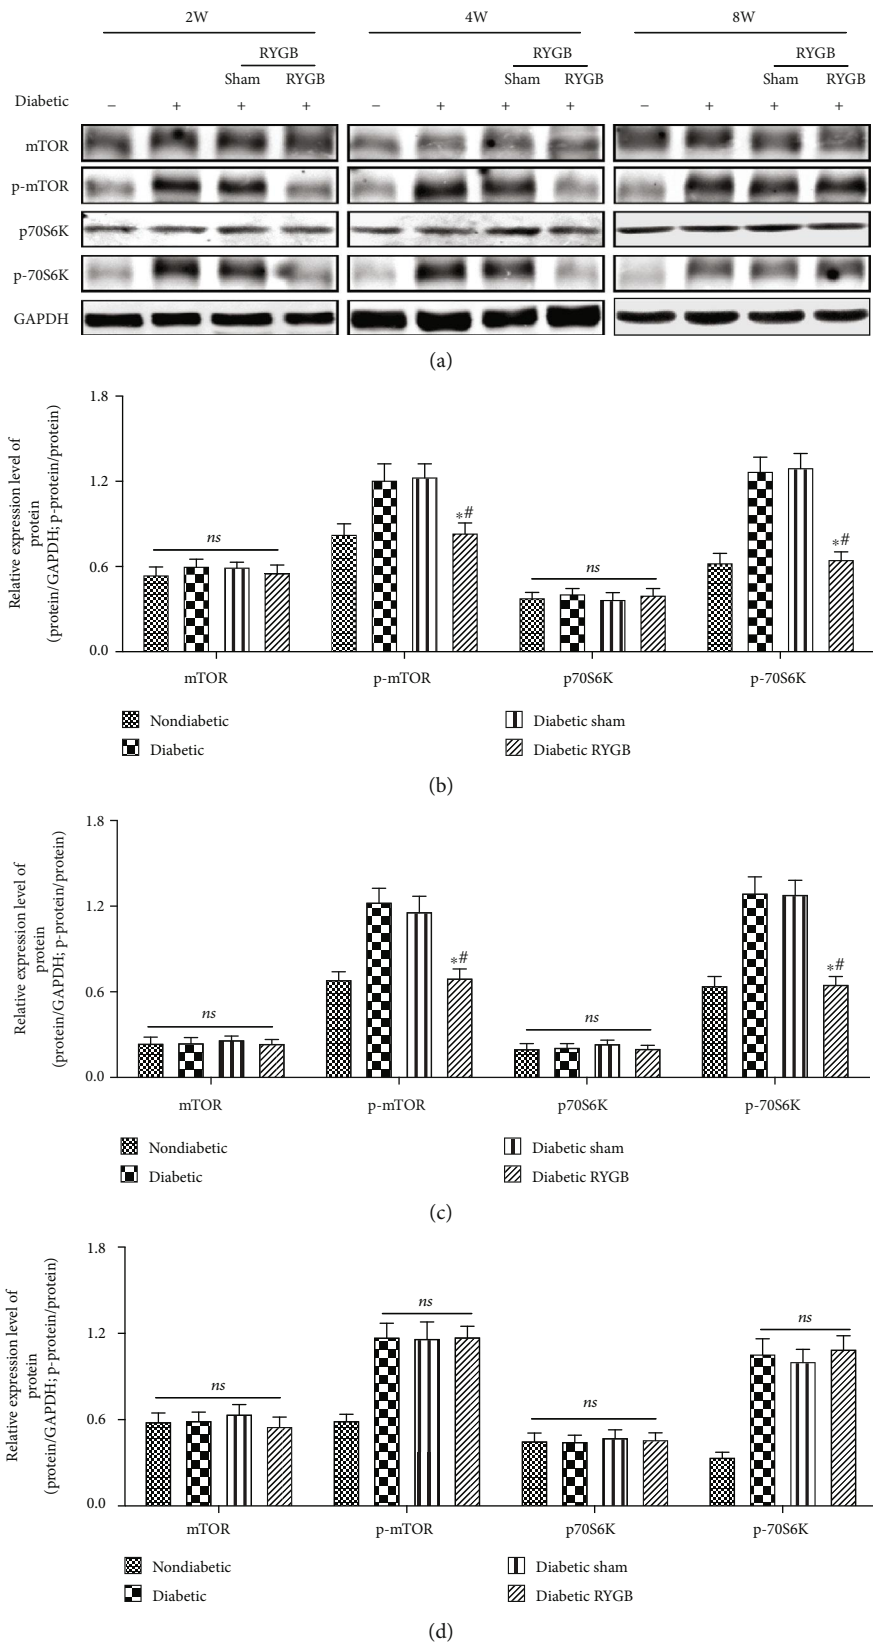 2W 4W 8W
RYGB RYGB RYGB
Sham RYGB Sham RYGB Sham RYGB
Diabetic − + + + − + + + − + + +
mTOR
p-mTOR
p70S6K
p-70S6K
GAPDH
(a)
Relative expression level of
protein
(protein/GAPDH; p-protein/protein)
1.8
1.2
0.6
0.0
ns
*#
ns
*#
mTOR p-mTOR p70S6K p-70S6K
Nondiabetic Diabetic sham
Diabetic Diabetic RYGB
(b)
Relative expression level of
protein
(protein/GAPDH; p-protein/protein)
1.8
1.2
0.6
0.0
ns
*#
ns
*#
mTOR p-mTOR p70S6K p-70S6K
Nondiabetic Diabetic sham
Diabetic Diabetic RYGB
(c)
Relative expression level of
protein
(protein/GAPDH; p-protein/protein)
1.8
1.2
0.6
0.0
ns
ns
ns
ns
mTOR p-mTOR p70S6K p-70S6K
Nondiabetic Diabetic sham
Diabetic Diabetic RYGB
(d)